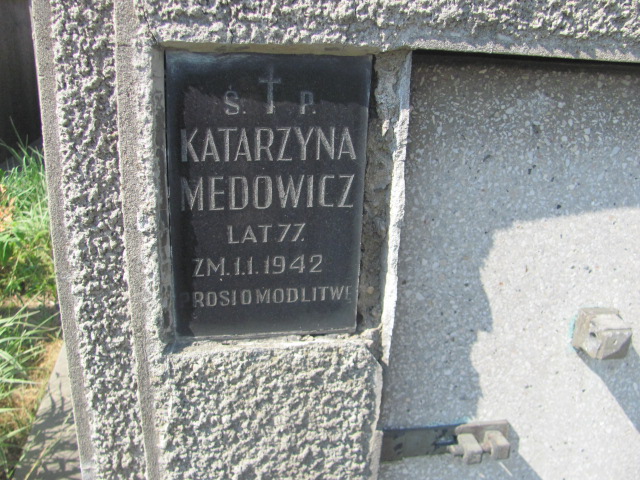 Ś. P.
KATARZYNA
MEDOWICZ
LAT 77.
ZM. 1.1. 1942
PROSI O MODLITWĘ